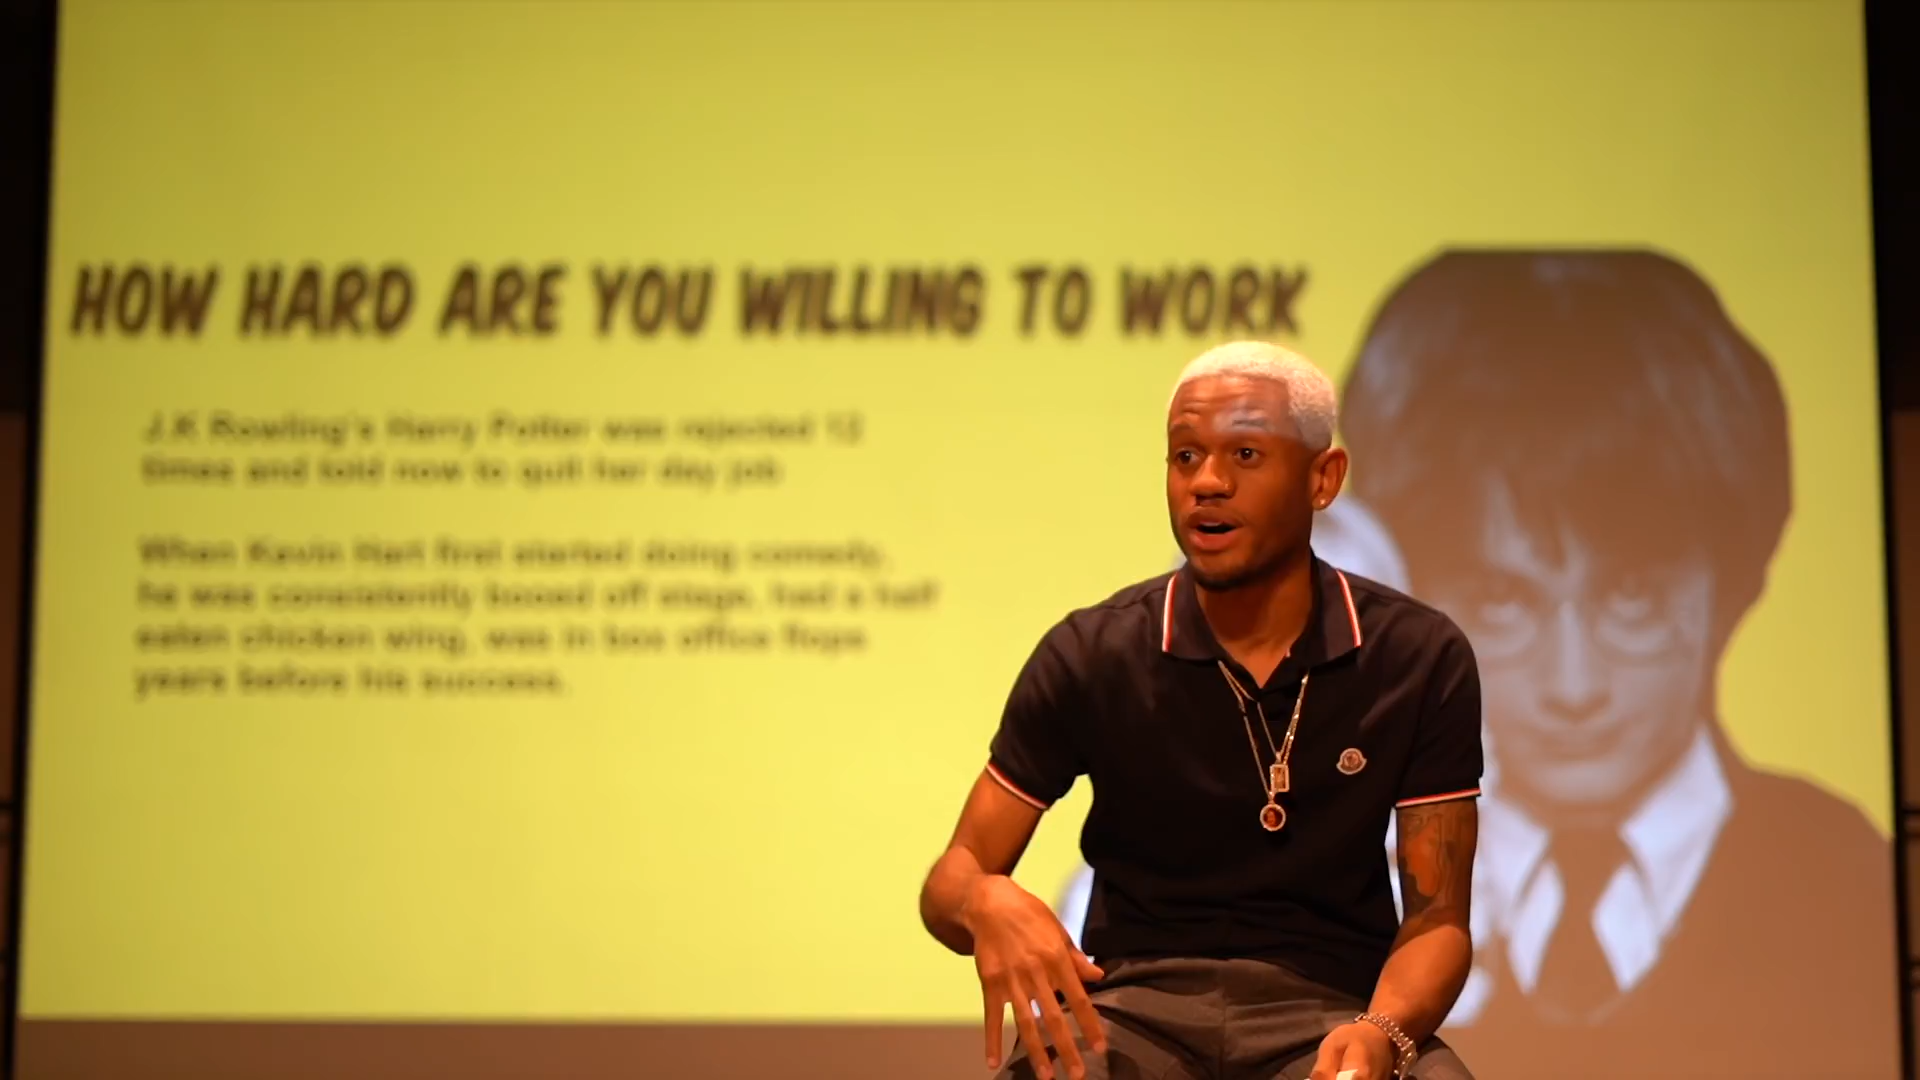 HOW HARD ARE YOU WILLING TO WORK
J.K Rowling's Harry Potter was rejected 12
times and told now to quit her day job
When Kevin Hart first started doing comedy,
he was consistently booed off stage, had a half
eaten chicken wing, was in box office flops
years before his success.